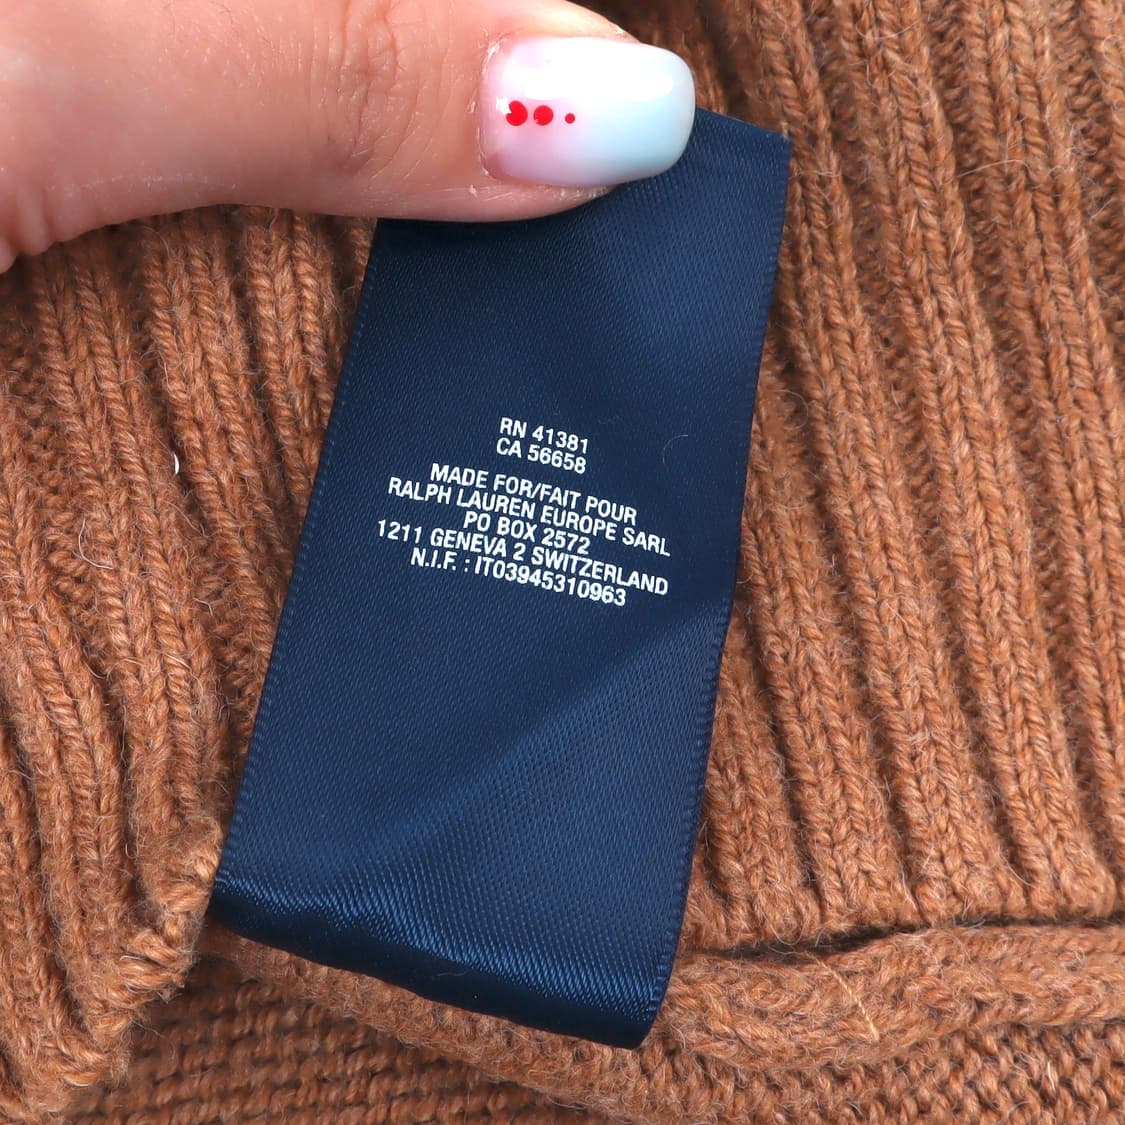 RN 41381
CA 56658
MADE FOR/FAIT POUR
RALPH LAUREN EUROPE SARL
PO BOX 2572
1211 GENEVA 2 SWITZERLAND
N.I.F. : IT03945310963